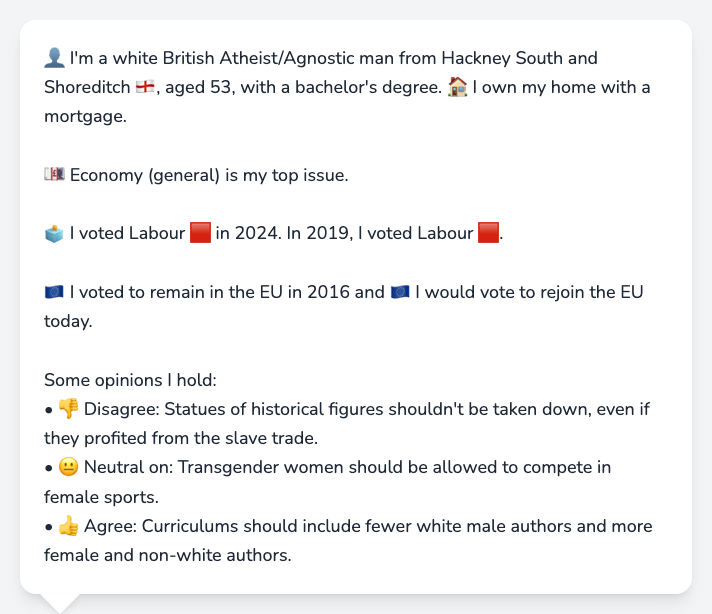 👤 I'm a white British Atheist/Agnostic man from Hackney South and
Shoreditch 🏴󠁧󠁢󠁥󠁮󠁧󠁿, aged 53, with a bachelor's degree. 🏠 I own my home with a
mortgage.
💷 Economy (general) is my top issue.
🗳️ I voted Labour 🟥 in 2024. In 2019, I voted Labour 🟥.
🇪🇺 I voted to remain in the EU in 2016 and 🇪🇺 I would vote to rejoin the EU
today.
Some opinions I hold:
• 👎 Disagree: Statues of historical figures shouldn't be taken down, even if
they profited from the slave trade.
• 😐 Neutral on: Transgender women should be allowed to compete in
female sports.
• 👍 Agree: Curriculums should include fewer white male authors and more
female and non-white authors.